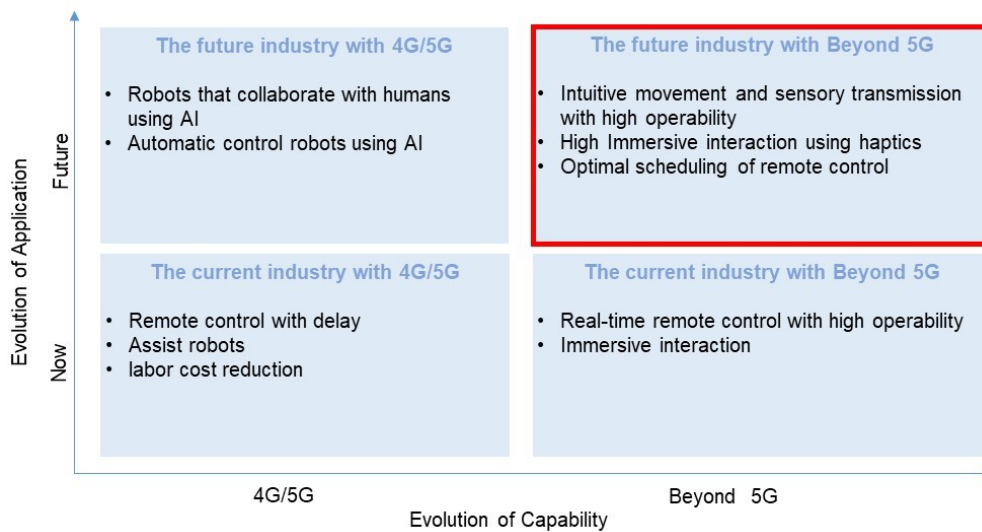 The future industry with 4G/5G
• Robots that collaborate with humans
using AI
• Automatic control robots using AI
The future industry with Beyond 5G
• Intuitive movement and sensory transmission
with high operability
• High Immersive interaction using haptics
• Optimal scheduling of remote control
The current industry with 4G/5G
• Remote control with delay
• Assist robots
• labor cost reduction
The current industry with Beyond 5G
• Real-time remote control with high operability
• Immersive interaction
Evolution of Application
Future
Now
4G/5G
Beyond 5G
Evolution of Capability